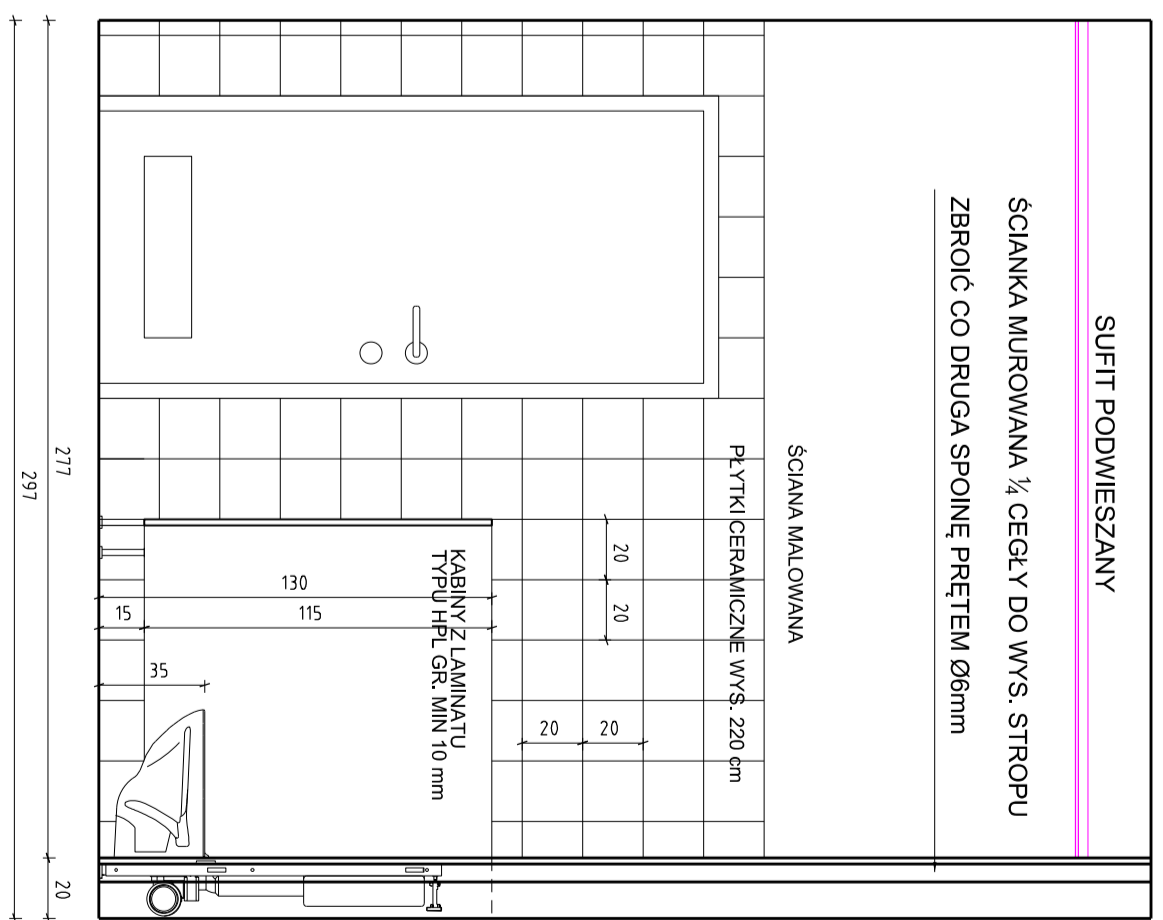 SUFIT PODWIESZANY
ŚCIANKA MUROWANA ¼ CEGŁY DO WYS. STROPU
ZBROIĆ CO DRUGA SPOINĘ PRĘTEM Ø6mm
ŚCIANA MALOWANA
PŁYTKI CERAMICZNE WYS. 220 cm
20
20
20
20
KABINY Z LAMINATU
TYPU HPL GR. MIN 10 mm
130
15
115
35
277
20
297